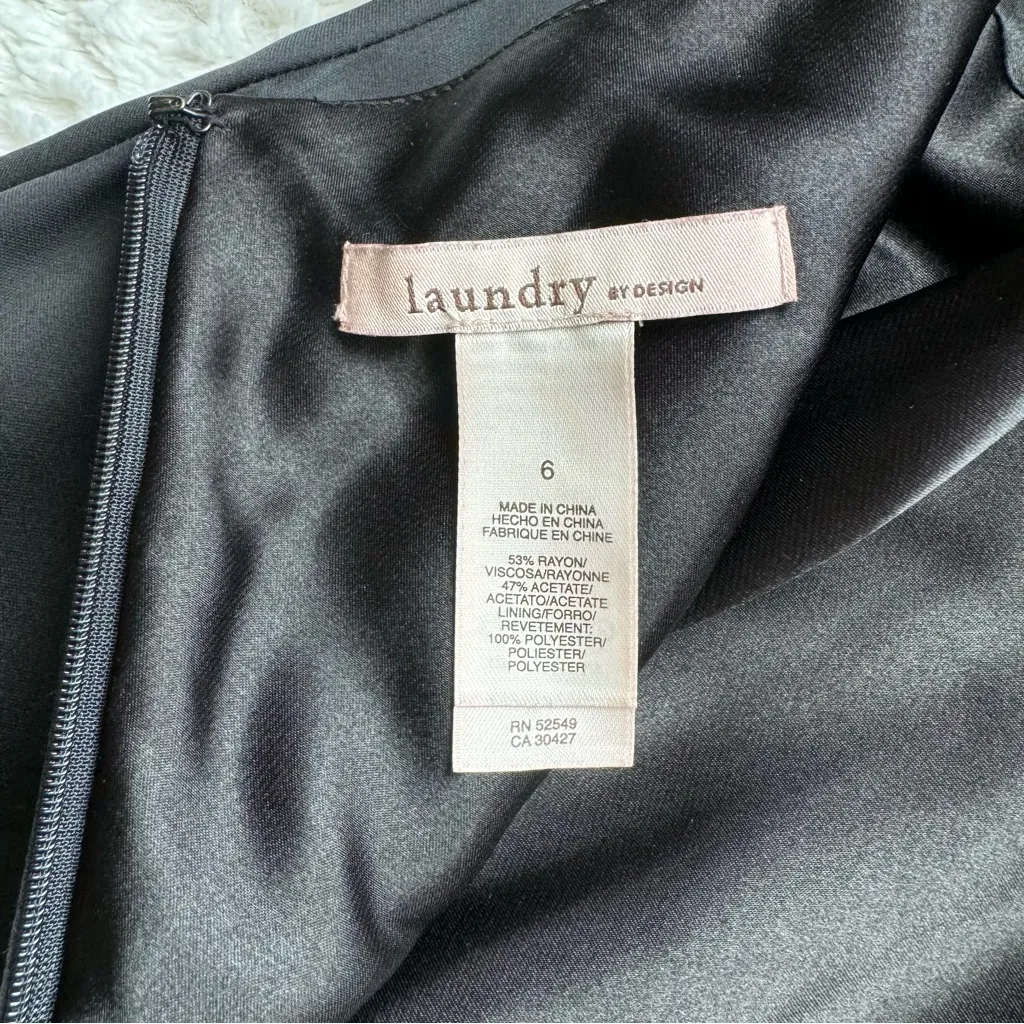 laundry BY DESIGN
6
MADE IN CHINA
HECHO EN CHINA
FABRIQUE EN CHINE
53% RAYON/
VISCOSA/RAYONNE
47% ACETATE/
ACETATO/ACETATE
LINING/FORRO/
REVETEMENT:
100% POLYESTER/
POLIESTER/
POLYESTER
RN 52549
CA 30427